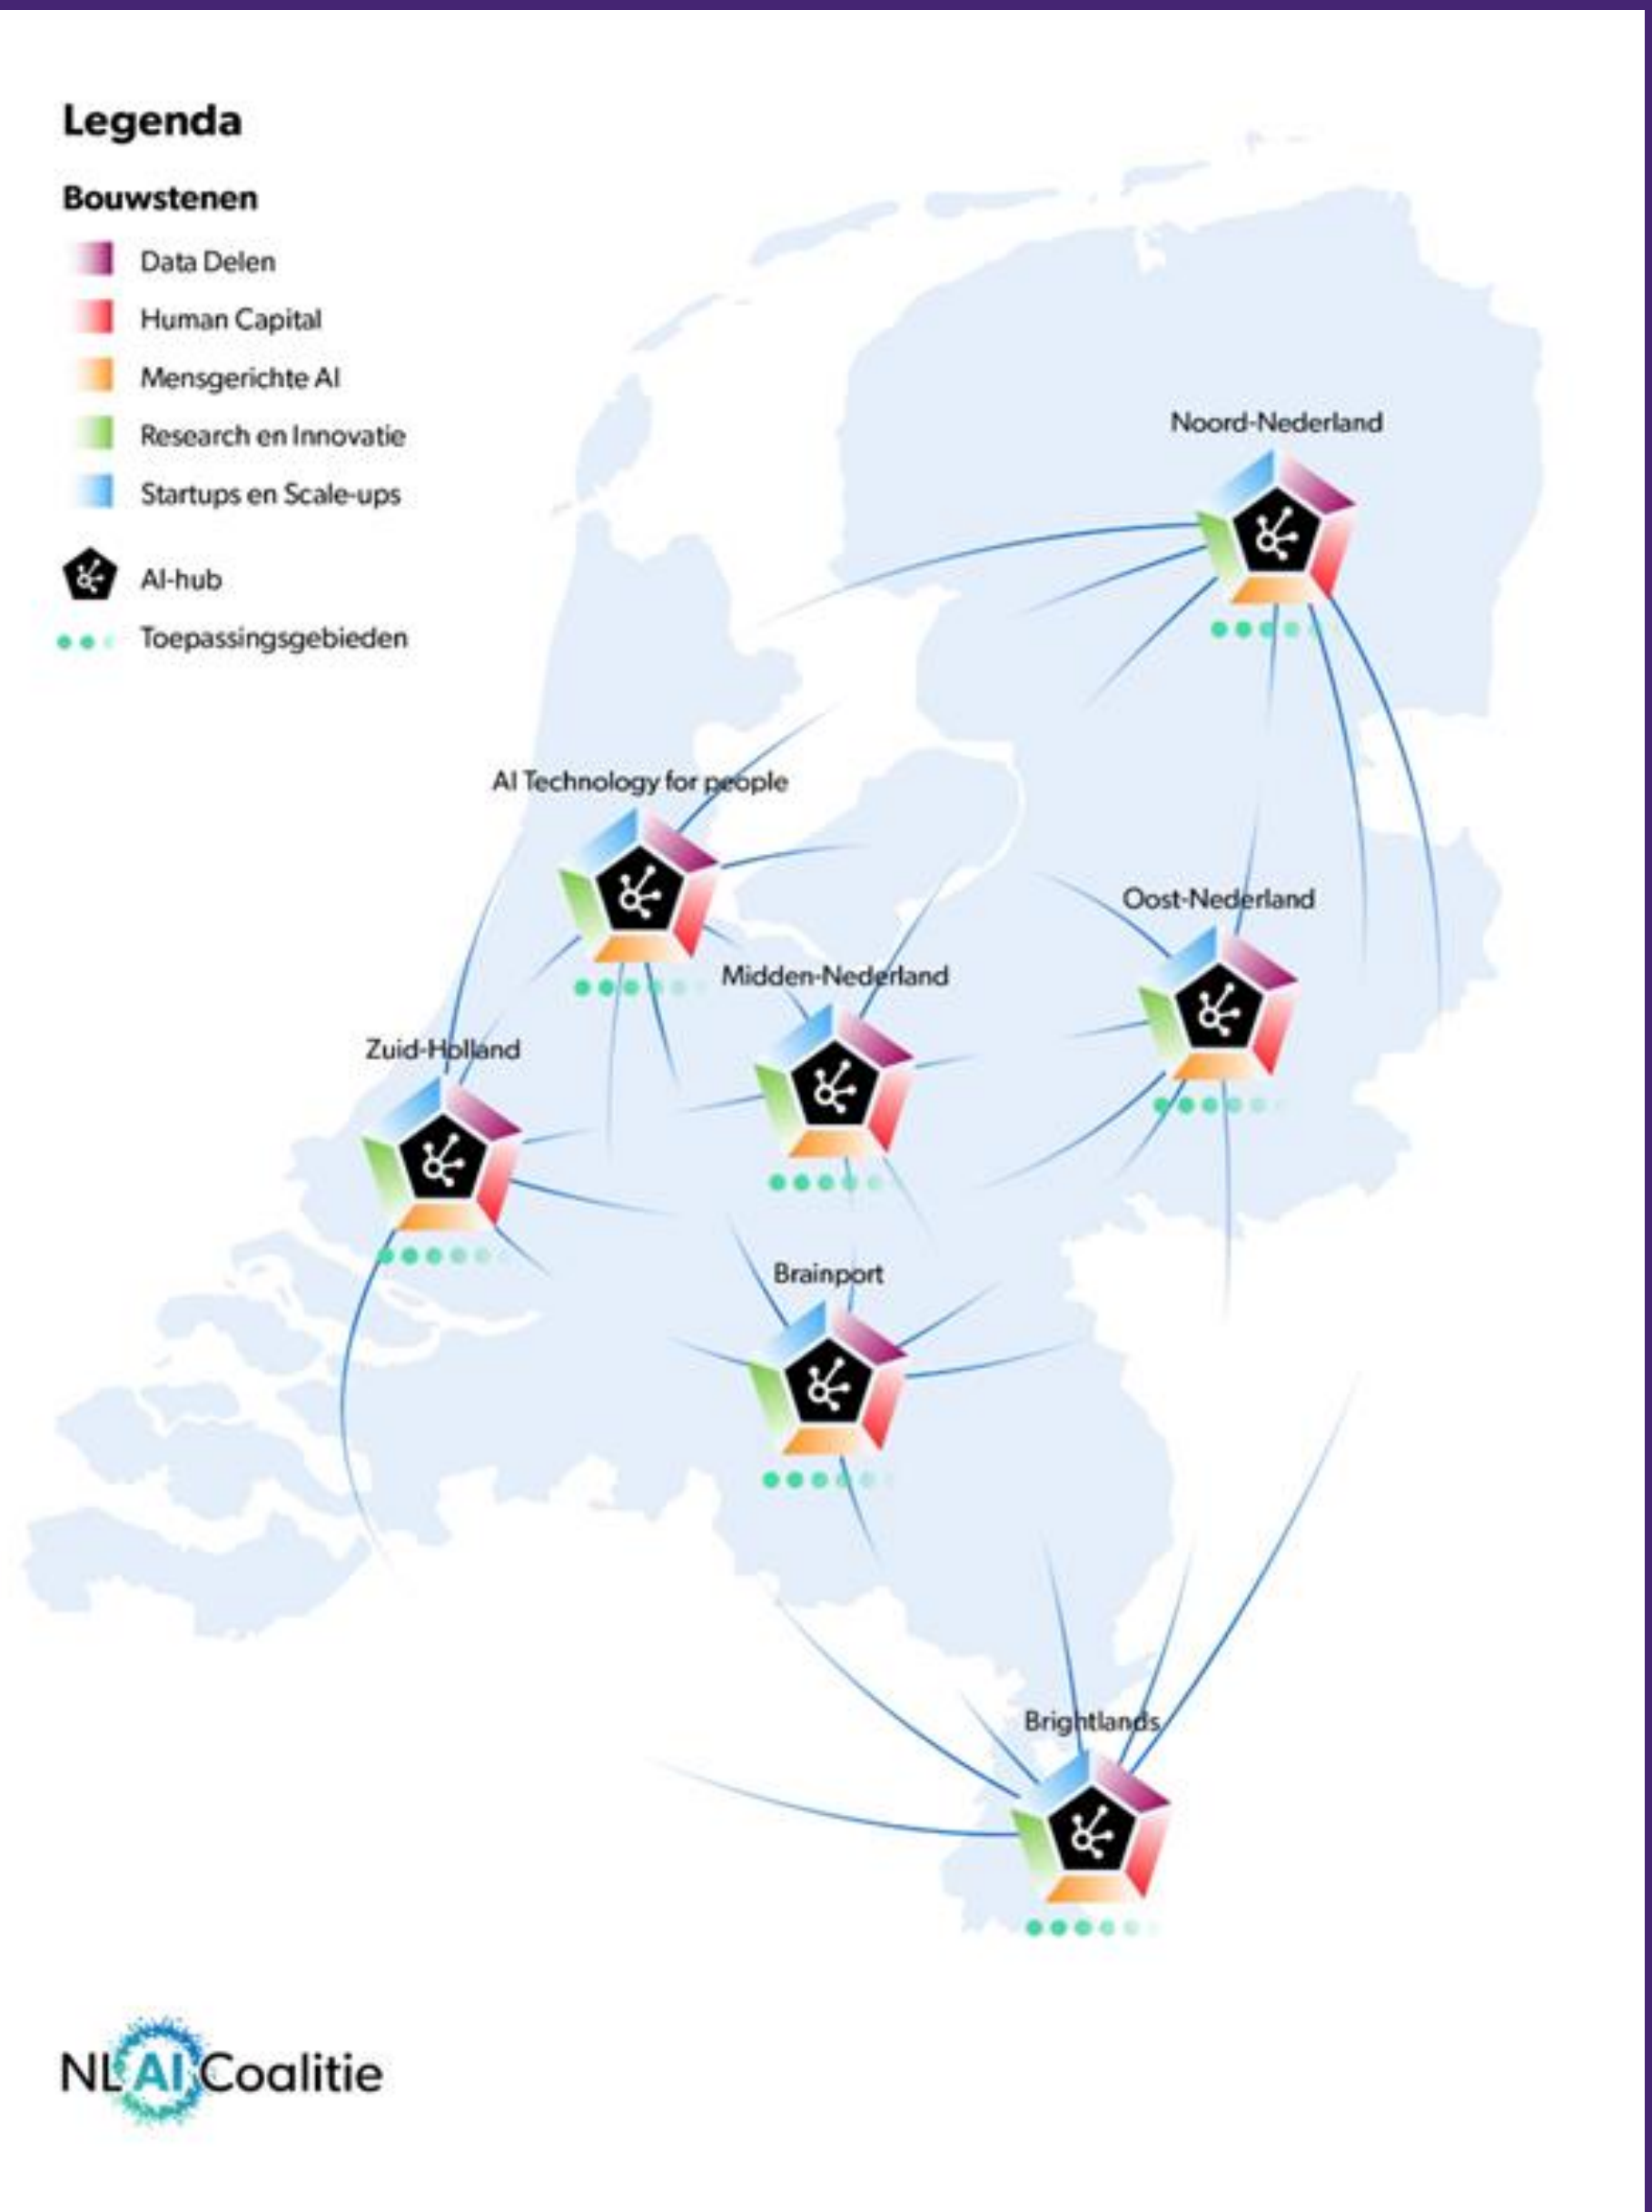 Legenda
Bouwstenen
Data Delen
Human Capital
Mensgerichte AI
Research en Innovatie
Startups en Scale-ups
AI-hub
Toepassingsgebieden
Noord-Nederland
AI Technology for people
Oost-Nederland
Midden-Nederland
Zuid-Holland
Brainport
Brightlands
NL AI Coalitie